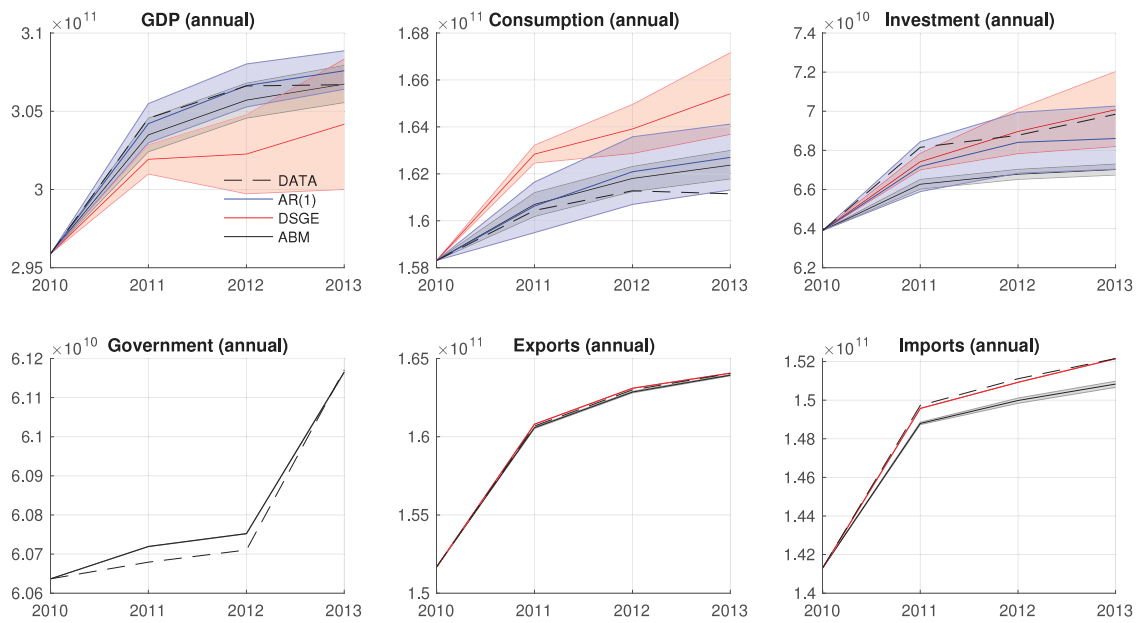 GDP (annual)
×10^11
3.1
3.05
3
2.95
2010 2011 2012 2013
DATA
AR(1)
DSGE
ABM
Consumption (annual)
×10^11
1.68
1.66
1.64
1.62
1.6
1.58
2010 2011 2012 2013
Investment (annual)
×10^10
7.4
7.2
7
6.8
6.6
6.4
6.2
2010 2011 2012 2013
Government (annual)
×10^10
6.12
6.11
6.1
6.09
6.08
6.07
6.06
2010 2011 2012 2013
Exports (annual)
×10^11
1.65
1.6
1.55
1.5
2010 2011 2012 2013
Imports (annual)
×10^11
1.52
1.5
1.48
1.46
1.44
1.42
1.4
2010 2011 2012 2013